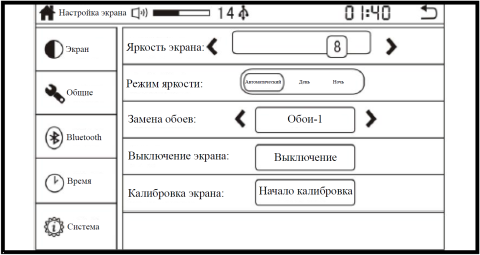 Настройка экрана 14 01:40
Экран
Яркость экрана: 8
Общие
Режим яркости: Автоматический День Ночь
Bluetooth
Замена обоев: Обои-1
Время
Выключение экрана: Выключение
Система
Калибровка экрана: Начало калибровка